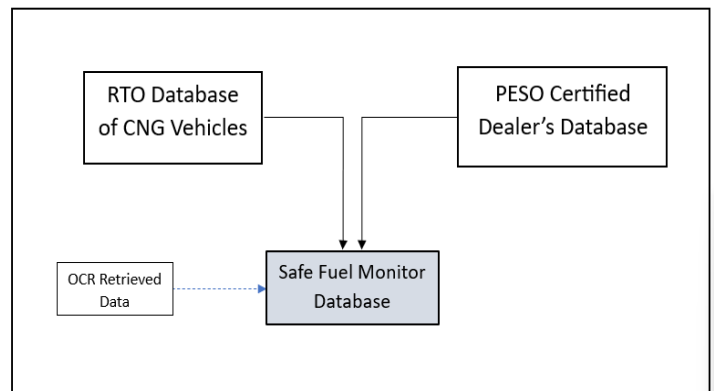 RTO Database
of CNG Vehicles
PESO Certified
Dealer’s Database
OCR Retrieved
Data
Safe Fuel Monitor
Database